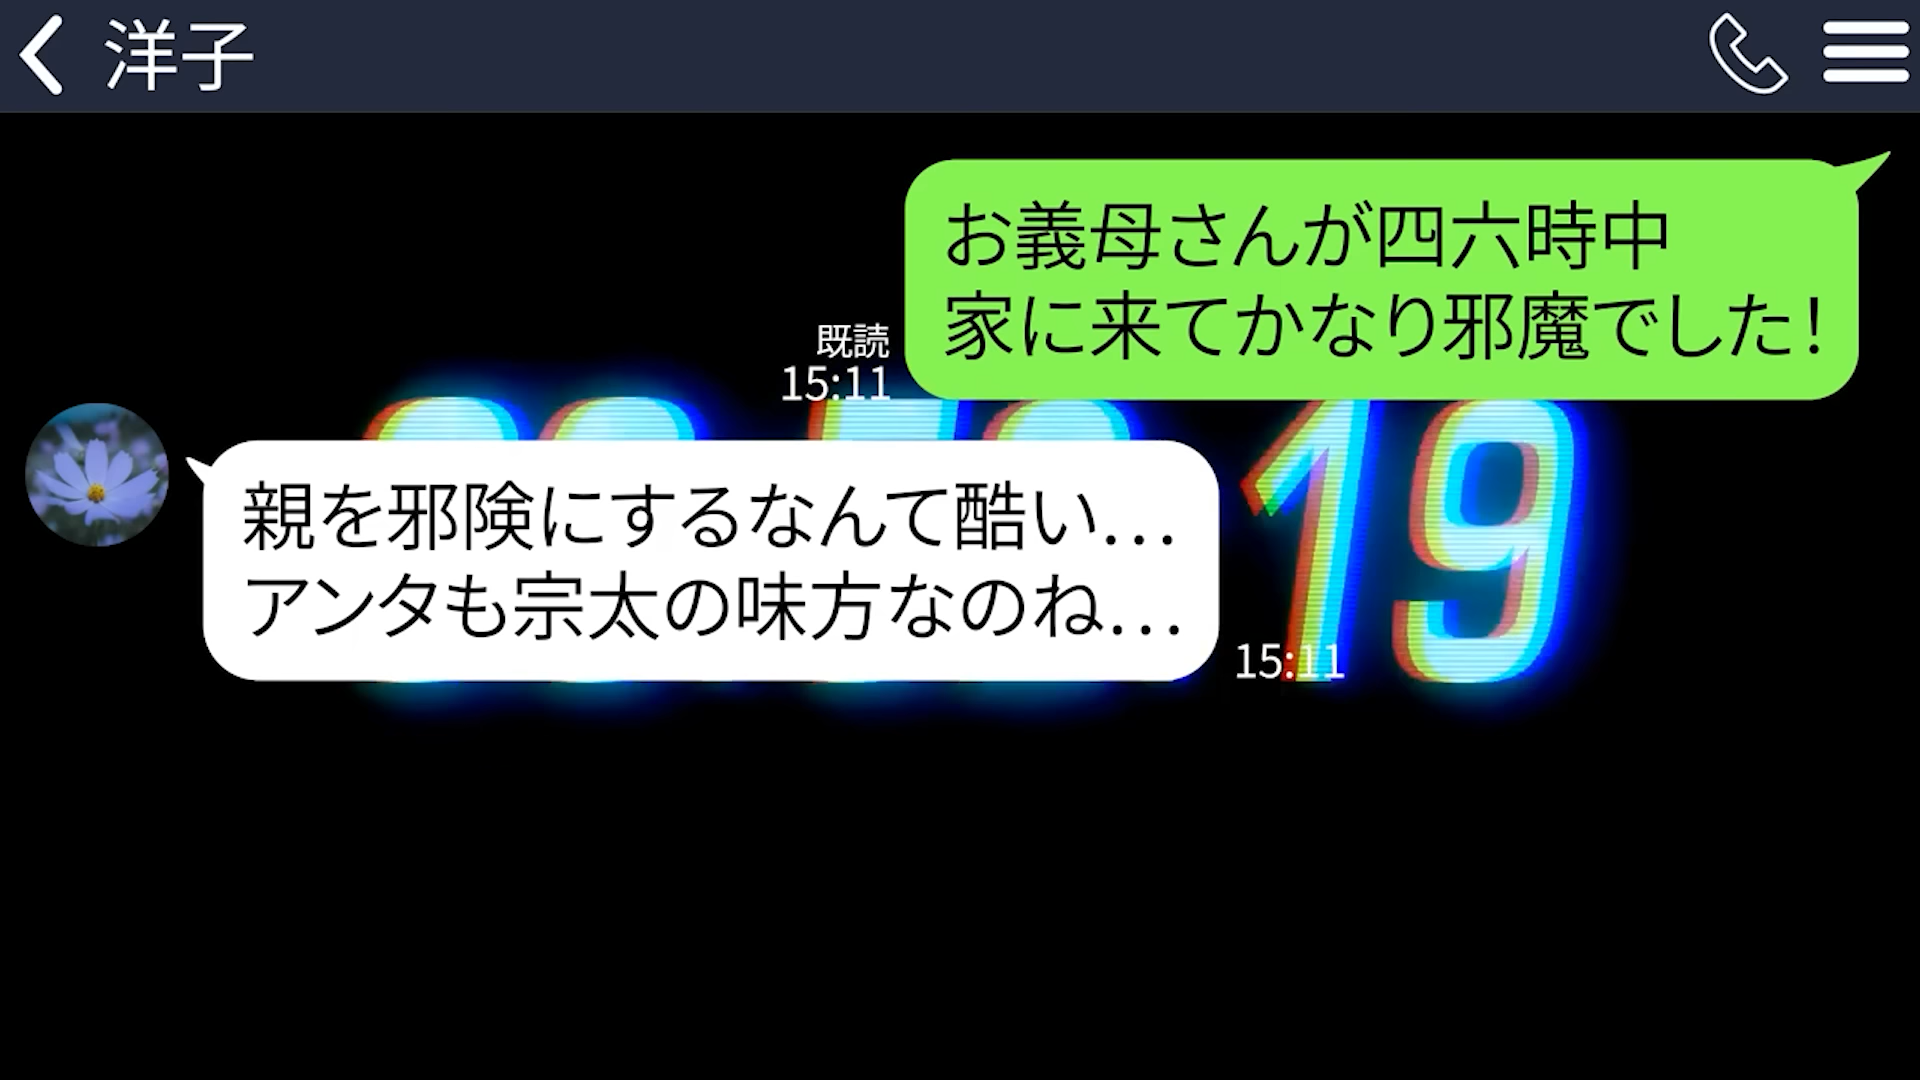 洋子
お義母さんが四六時中
家に来てかなり邪魔でした!
既読
15:11
親を邪険にするなんて酷い…
アンタも宗太の味方なのね…
15:11
19